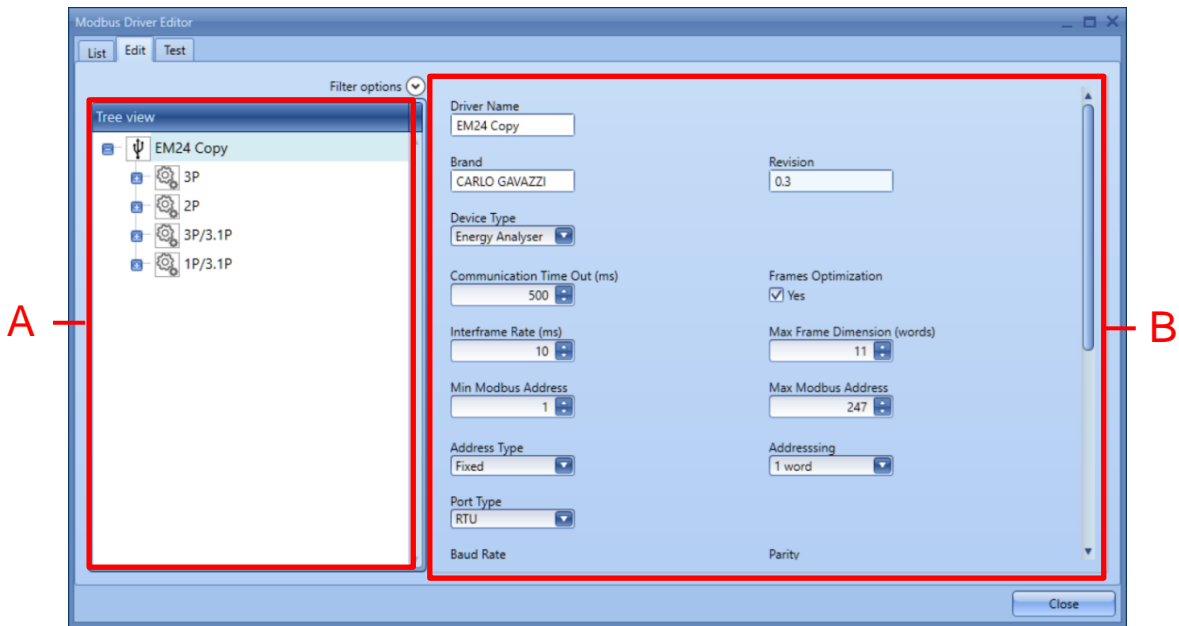 Modbus Driver Editor
List Edit Test
Filter options
Tree view
EM24 Copy
3P
2P
3P/3.1P
1P/3.1P
A
Driver Name
EM24 Copy
Brand Revision
CARLO GAVAZZI 0.3
Device Type
Energy Analyser
Communication Time Out (ms) Frames Optimization
500 Yes
Interframe Rate (ms) Max Frame Dimension (words)
10 11
Min Modbus Address Max Modbus Address
1 247
Address Type Addresssing
Fixed 1 word
Port Type
RTU
Baud Rate Parity
B
Close